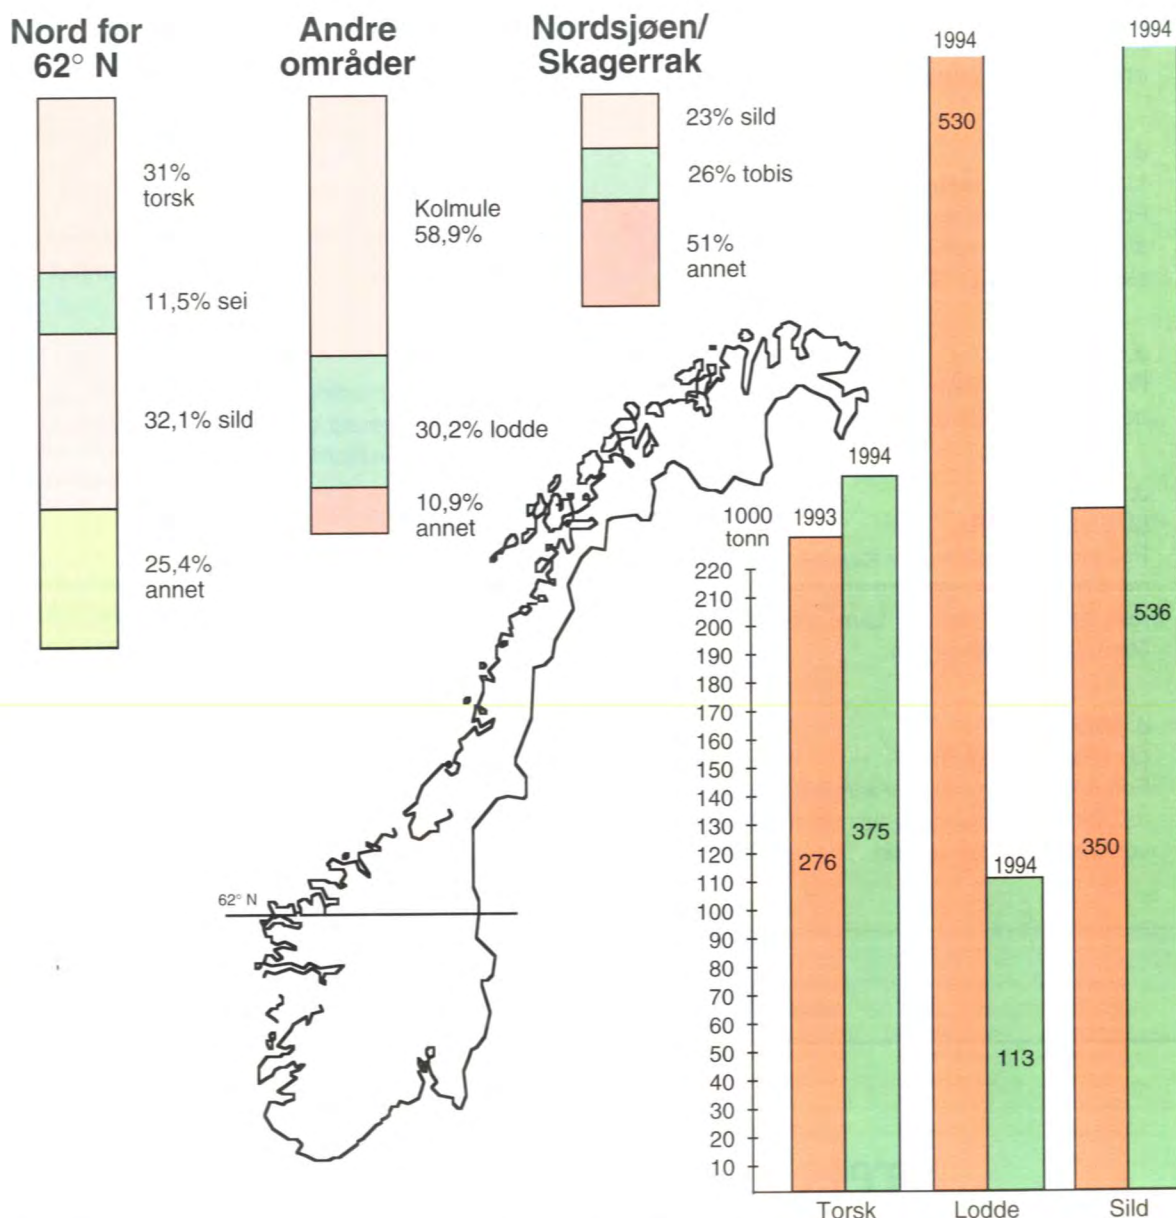 Nord for
62° N
31%
torsk
11,5% sei
32,1% sild
25,4%
annet
Andre
områder
Kolmule
58,9%
30,2% lodde
10,9%
annet
Nordsjøen/
Skagerrak
23% sild
26% tobis
51%
annet
62° N
1000
tonn
220
210
200
190
180
170
160
150
140
130
120
110
100
90
80
70
60
50
40
30
20
10
1993
276
1994
375
Torsk
1994
530
1994
113
Lodde
350
1994
536
Sild